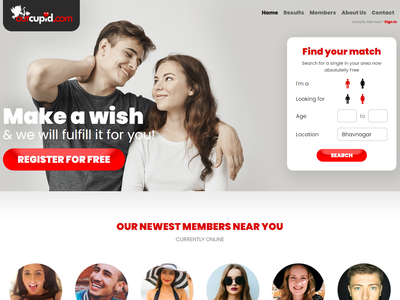 ourcupid.com
Home Results Members About Us Contact
Already Member? Sign In
Find your match
Search for a single in your area now
absolutelly Free
I'm a
Looking for
Age to
Location Bhavnagar
SEARCH
Make a wish
& we will fulfill it for you!
REGISTER FOR FREE
OUR NEWEST MEMBERS NEAR YOU
CURRENTLY ONLINE